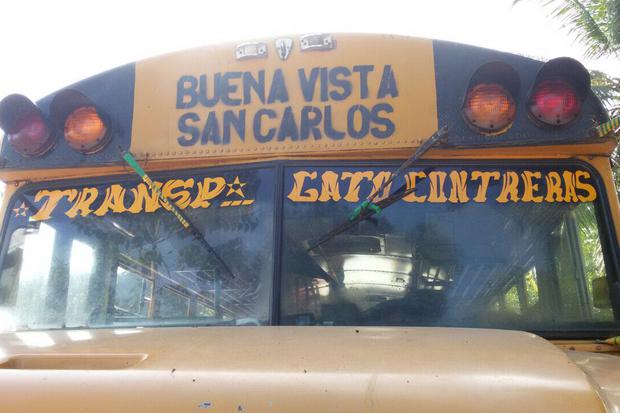 BUENA VISTA
SAN CARLOS
TRANSP.. GATO CONTRERAS